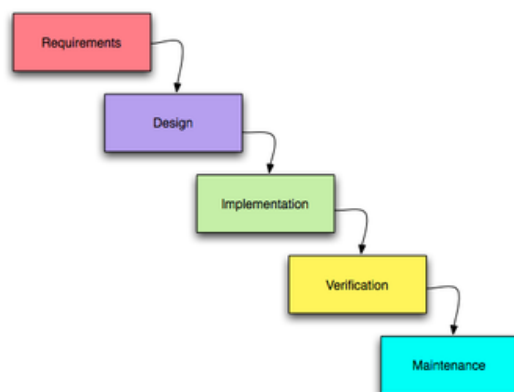 Requirements
Design
Implementation
Verification
Maintenance